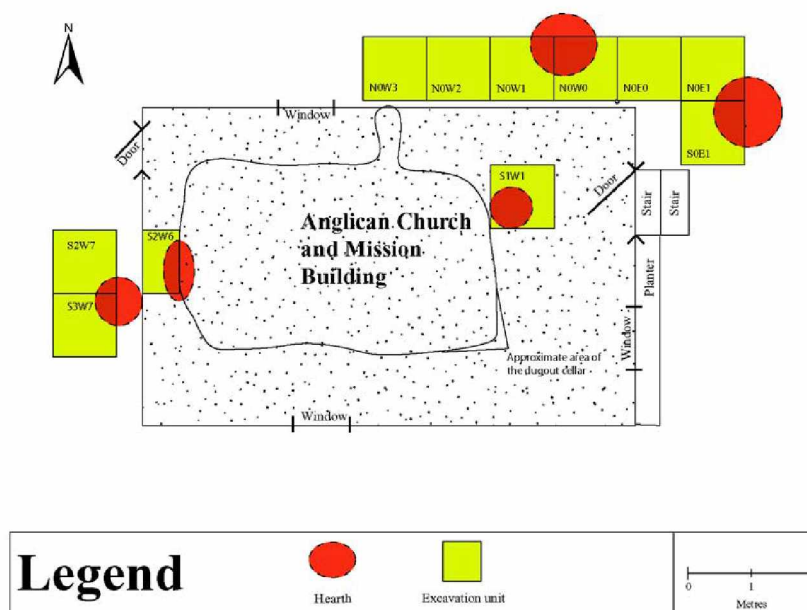 N
N0W3
N0W2
N0W1
N0W0
N0E0
N0E1
Window
Door
S0E1
S1W1
Door
Stair
Stair
Anglican Church
and Mission
Building
S2W7
S2W6
S3W7
Planter
Window
Approximate area of
the dugout cellar
Window
Legend
Hearth
Excavation unit
0
1
Metres